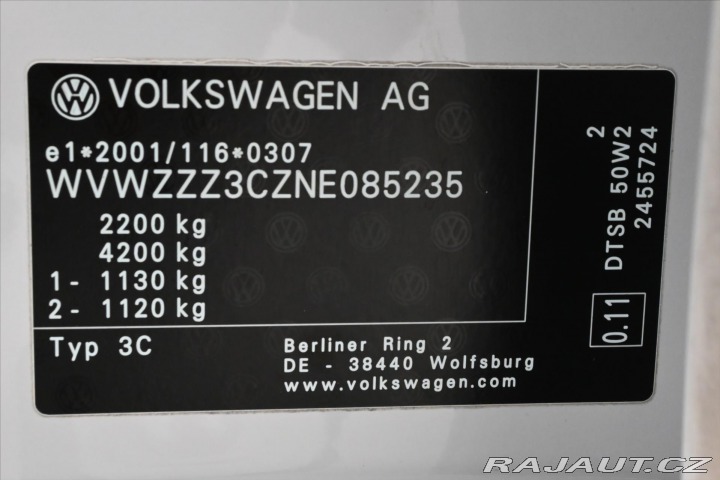 VOLKSWAGEN AG
e1*2001/116*0307
WVWZZZ3CZNE085235
2200 kg
4200 kg
1- 1130 kg
2- 1120 kg
Typ 3C
Berliner Ring 2
DE - 38440 Wolfsburg
www.volkswagen.com
2
DTSB 50W2
2455724
0.11
RAJAUT.CZ